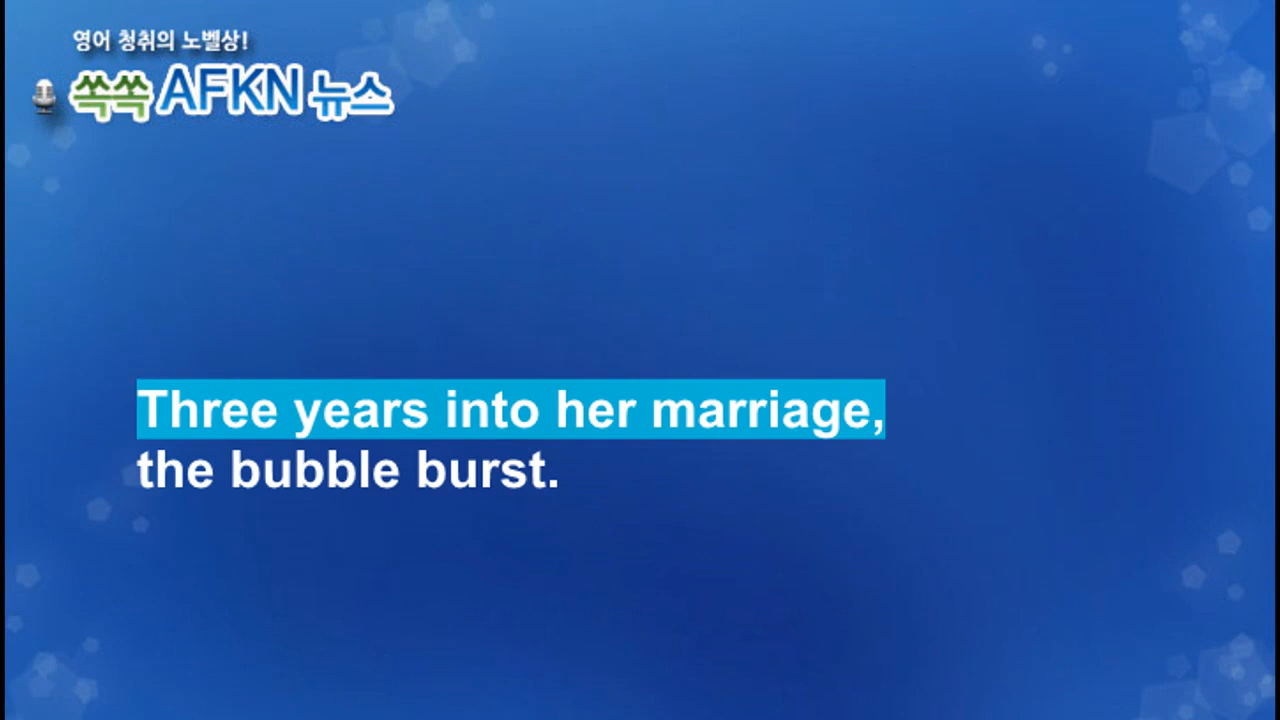 영어 청취의 노벨상!
쏙쏙 AFKN 뉴스
Three years into her marriage,
the bubble burst.